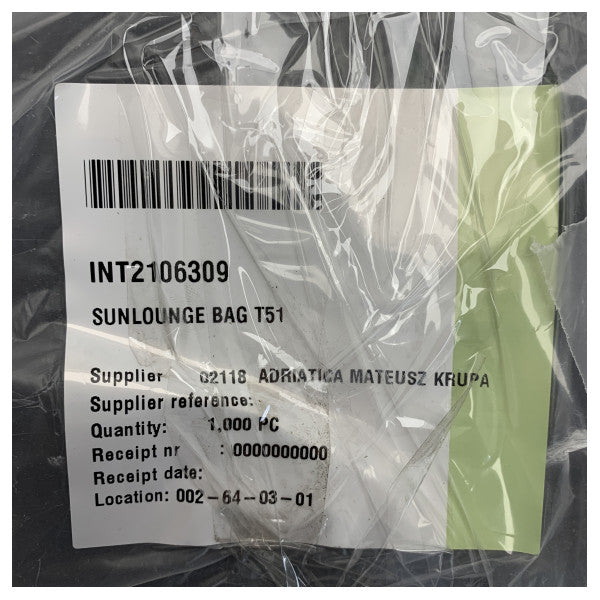 INT2106309
SUNLOUNGE BAG T51
Supplier 02118 ADRIATICA MATEUSZ KRUPA
Supplier reference:
Quantity: 1,000 PC
Receipt nr : 0000000000
Receipt date:
Location: 002-64-03-01